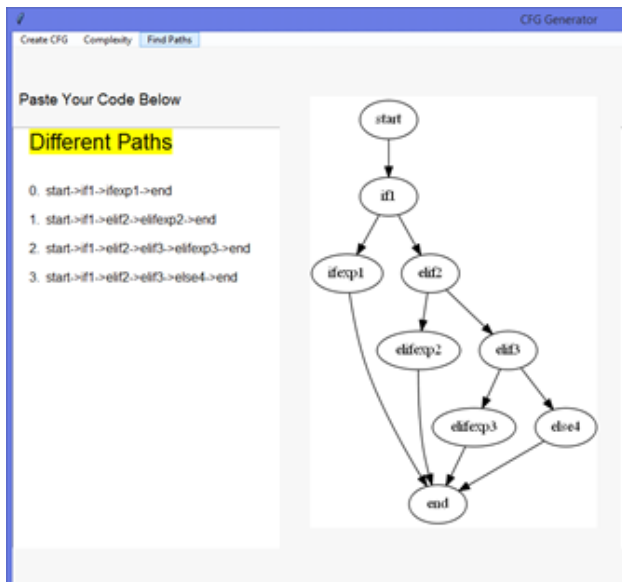 CFG Generator
Create CFG Complexity Find Paths
Paste Your Code Below
Different Paths
0. start->if1->ifexp1->end
1. start->if1->elif2->elifexp2->end
2. start->if1->elif2->elif3->elifexp3->end
3. start->if1->elif2->elif3->else4->end
start
if1
ifexp1 elif2
elifexp2 elif3
elifexp3 else4
end